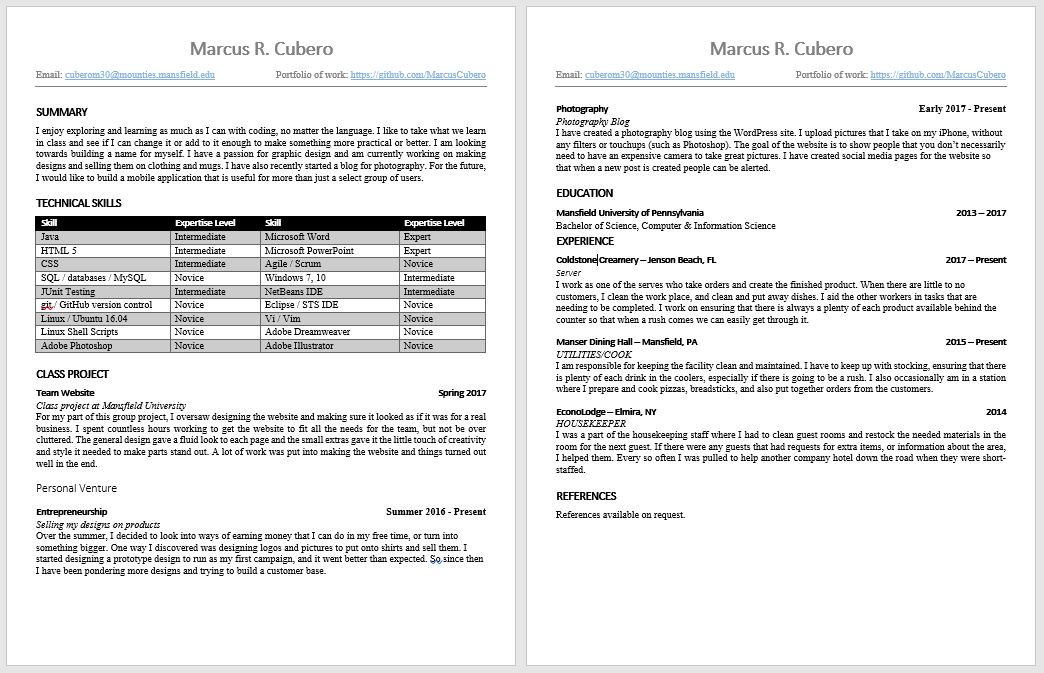 Marcus R. Cubero
Email: cuberom30@mounties.mansfield.edu Portfolio of work: https://github.com/MarcusCubero
SUMMARY
I enjoy exploring and learning as much as I can with coding, no matter the language. I like to take what we learn
in class and see if I can change it or add to it enough to make something more practical or better. I am looking
towards building a name for myself. I have a passion for graphic design and am currently working on making
designs and selling them on clothing and mugs. I have also recently started a blog for photography. For the future,
I would like to build a mobile application that is useful for more than just a select group of users.
TECHNICAL SKILLS
Skill Expertise Level Skill Expertise Level
Java Intermediate Microsoft Word Expert
HTML 5 Intermediate Microsoft PowerPoint Expert
CSS Intermediate Agile / Scrum Novice
SQL / databases / MySQL Novice Windows 7, 10 Intermediate
JUnit Testing Intermediate NetBeans IDE Intermediate
git / GitHub version control Novice Eclipse / STS IDE Novice
Linux / Ubuntu 16.04 Novice Vi / Vim Novice
Linux Shell Scripts Novice Adobe Dreamweaver Novice
Adobe Photoshop Novice Adobe Illustrator Novice
CLASS PROJECT
Team Website Spring 2017
Class project at Mansfield University
For my part of this group project, I oversaw designing the website and making sure it looked as if it was for a real
business. I spent countless hours working to get the website to fit all the needs for the team, but not be over
cluttered. The general design gave a fluid look to each page and the small extras gave it the little touch of creativity
and style it needed to make parts stand out. A lot of work was put into making the website and things turned out
well in the end.
Personal Venture
Entrepreneurship Summer 2016 - Present
Selling my designs on products
Over the summer, I decided to look into ways of earning money that I can do in my free time, or turn into
something bigger. One way I discovered was designing logos and pictures to put onto shirts and sell them. I
started designing a prototype design to run as my first campaign, and it went better than expected. So since then
I have been pondering more designs and trying to build a customer base.
Marcus R. Cubero
Email: cuberom30@mounties.mansfield.edu Portfolio of work: https://github.com/MarcusCubero
Photography Early 2017 - Present
Photography Blog
I have created a photography blog using the WordPress site. I upload pictures that I take on my iPhone, without
any filters or touchups (such as Photoshop). The goal of the website is to show people that you don't necessarily
need to have an expensive camera to take great pictures. I have created social media pages for the website so
that when a new post is created people can be alerted.
EDUCATION
Mansfield University of Pennsylvania 2013 – 2017
Bachelor of Science, Computer & Information Science
EXPERIENCE
Coldstone Creamery – Jenson Beach, FL 2017 – Present
Server
I work as one of the serves who take orders and create the finished product. When there are little to no
customers, I clean the work place, and clean and put away dishes. I aid the other workers in tasks that are
needing to be completed. I work on ensuring that there is always a plenty of each product available behind the
counter so that when a rush comes we can easily get through it.
Manser Dining Hall – Mansfield, PA 2015 – Present
UTILITIES/COOK
I am responsible for keeping the facility clean and maintained. I have to keep up with stocking, ensuring that there
is plenty of each drink in the coolers, especially if there is going to be a rush. I also occasionally am in a station
where I prepare and cook pizzas, breadsticks, and also put together orders from the customers.
EconoLodge – Elmira, NY 2014
HOUSEKEEPER
I was a part of the housekeeping staff where I had to clean guest rooms and restock the needed materials in the
room for the next guest. If there were any guests that had requests for extra items, or information about the area,
I helped them. Every so often I was pulled to help another company hotel down the road when they were short-
staffed.
REFERENCES
References available on request.